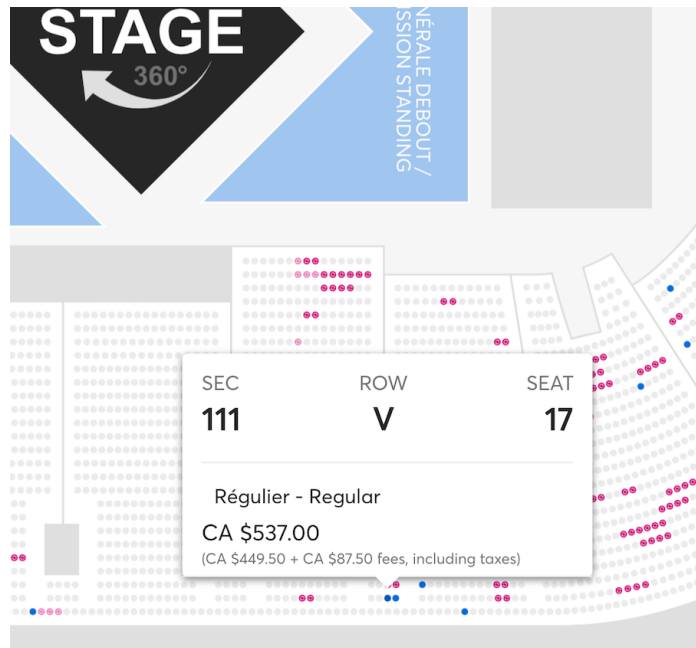 STAGE
360°
NÉRALE DEBOUT /
SSION STANDING
SEC
ROW
SEAT
111
V
17
Régulier - Regular
CA $537.00
(CA $449.50 + CA $87.50 fees, including taxes)